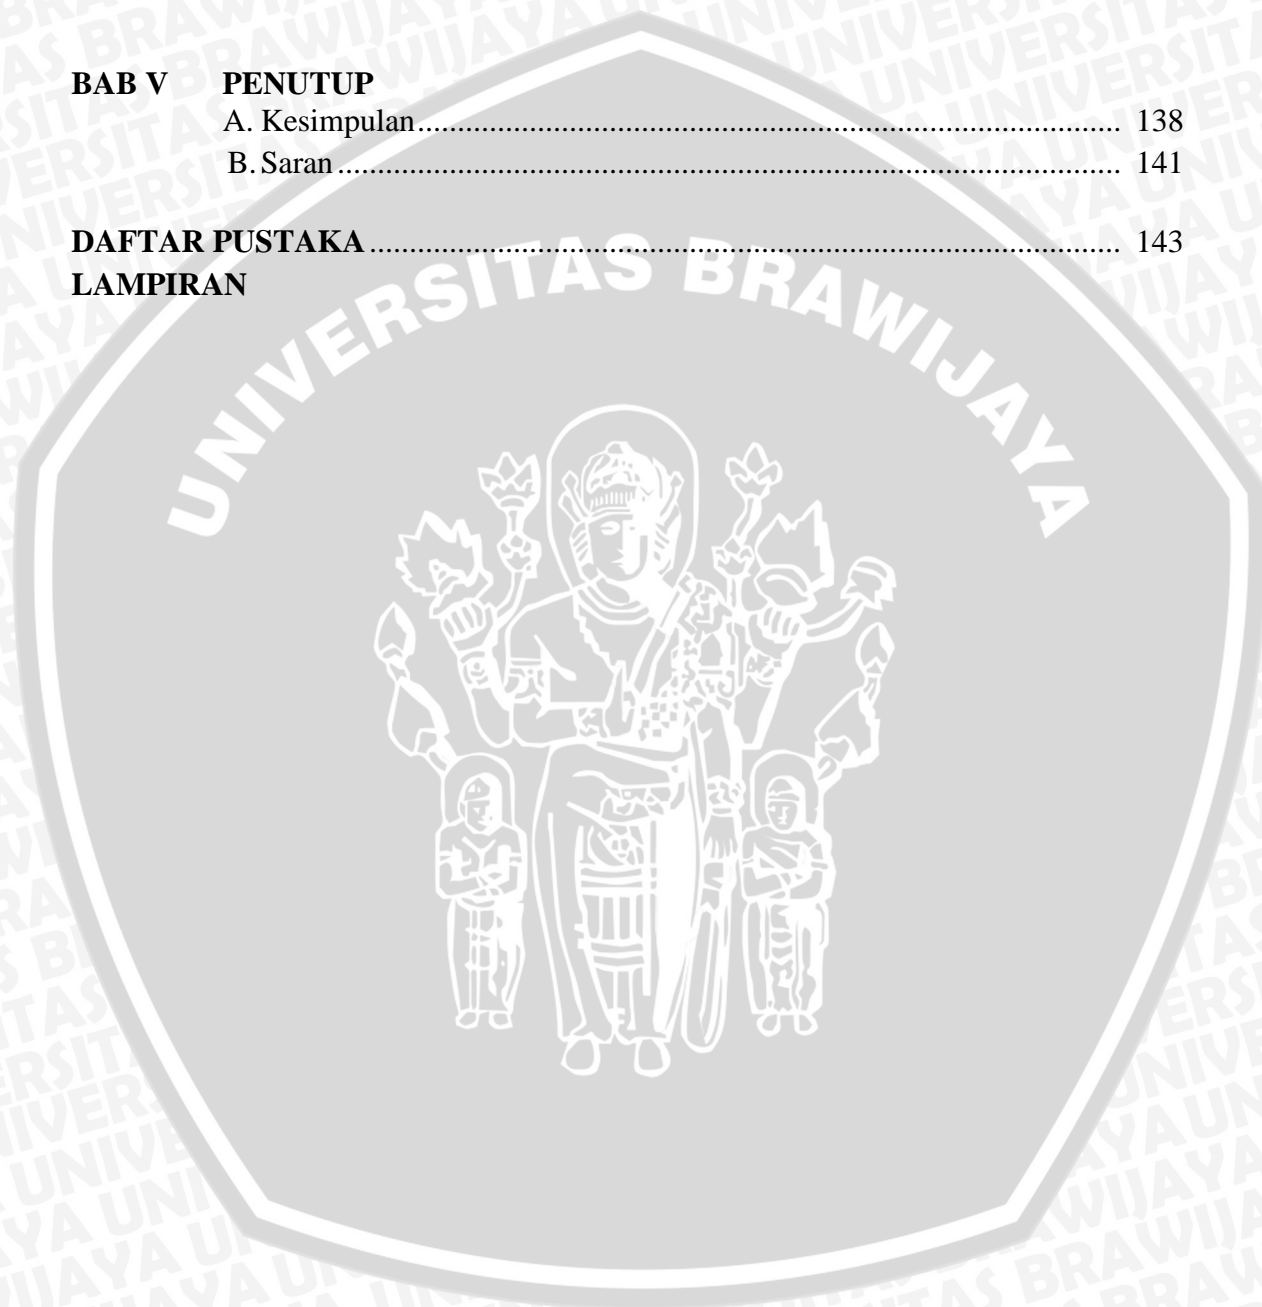 BAB V PENUTUP
A. Kesimpulan........................................................................................ 138
B. Saran .................................................................................................. 141
DAFTAR PUSTAKA .............................................................................................. 143
LAMPIRAN
UNIVERSITAS BRAWIJAYA